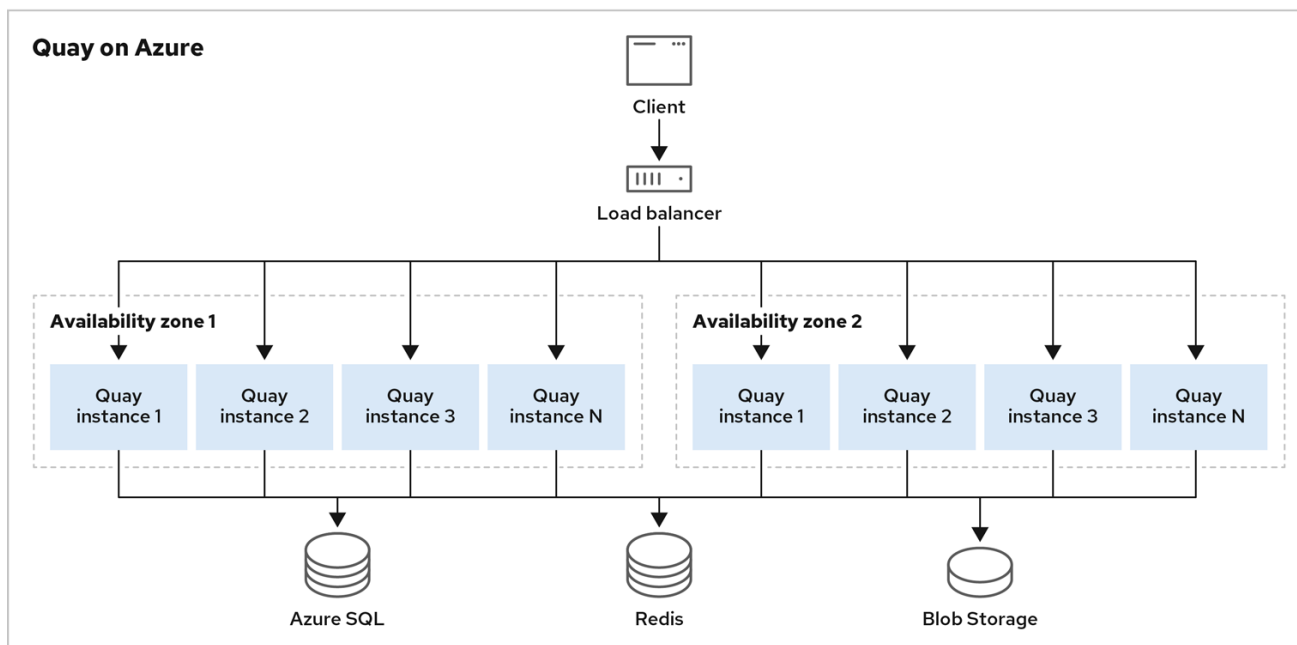 Quay on Azure
Client
Load balancer
Availability zone 1
Availability zone 2
Quay
instance 1
Quay
instance 2
Quay
instance 3
Quay
instance N
Quay
instance 1
Quay
instance 2
Quay
instance 3
Quay
instance N
Azure SQL
Redis
Blob Storage